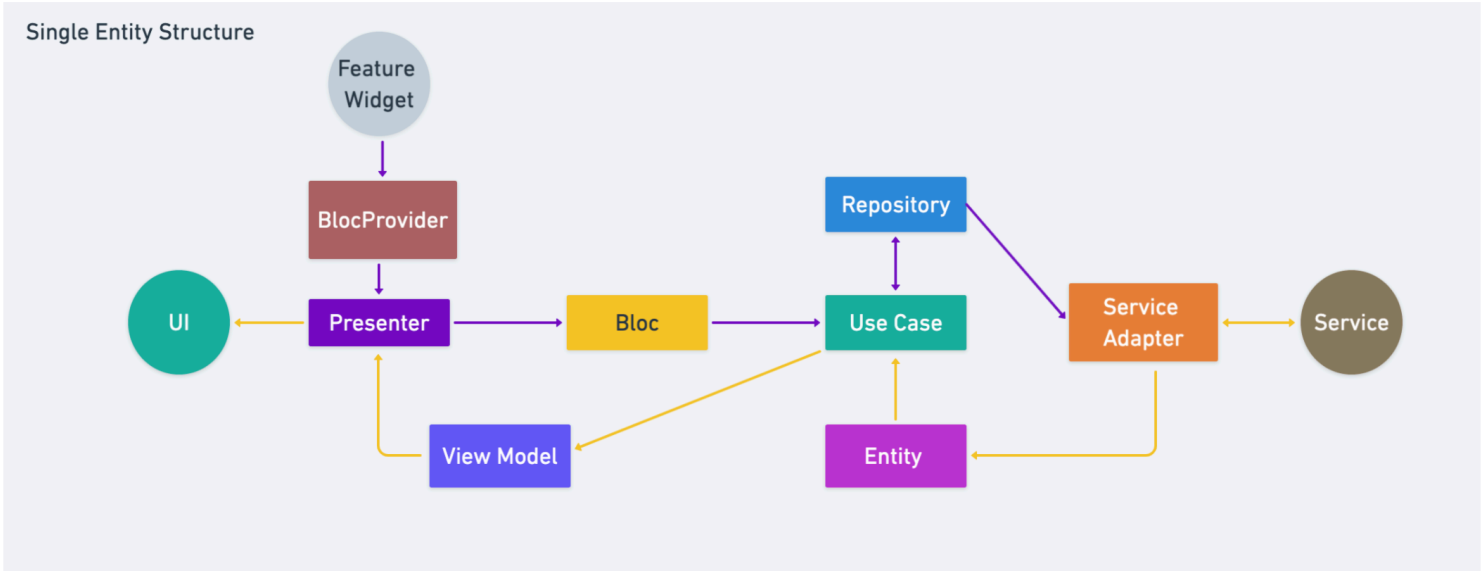 Single Entity Structure
Feature
Widget
BlocProvider
Repository
UI
Presenter
Bloc
Use Case
Service
Adapter
Service
View Model
Entity